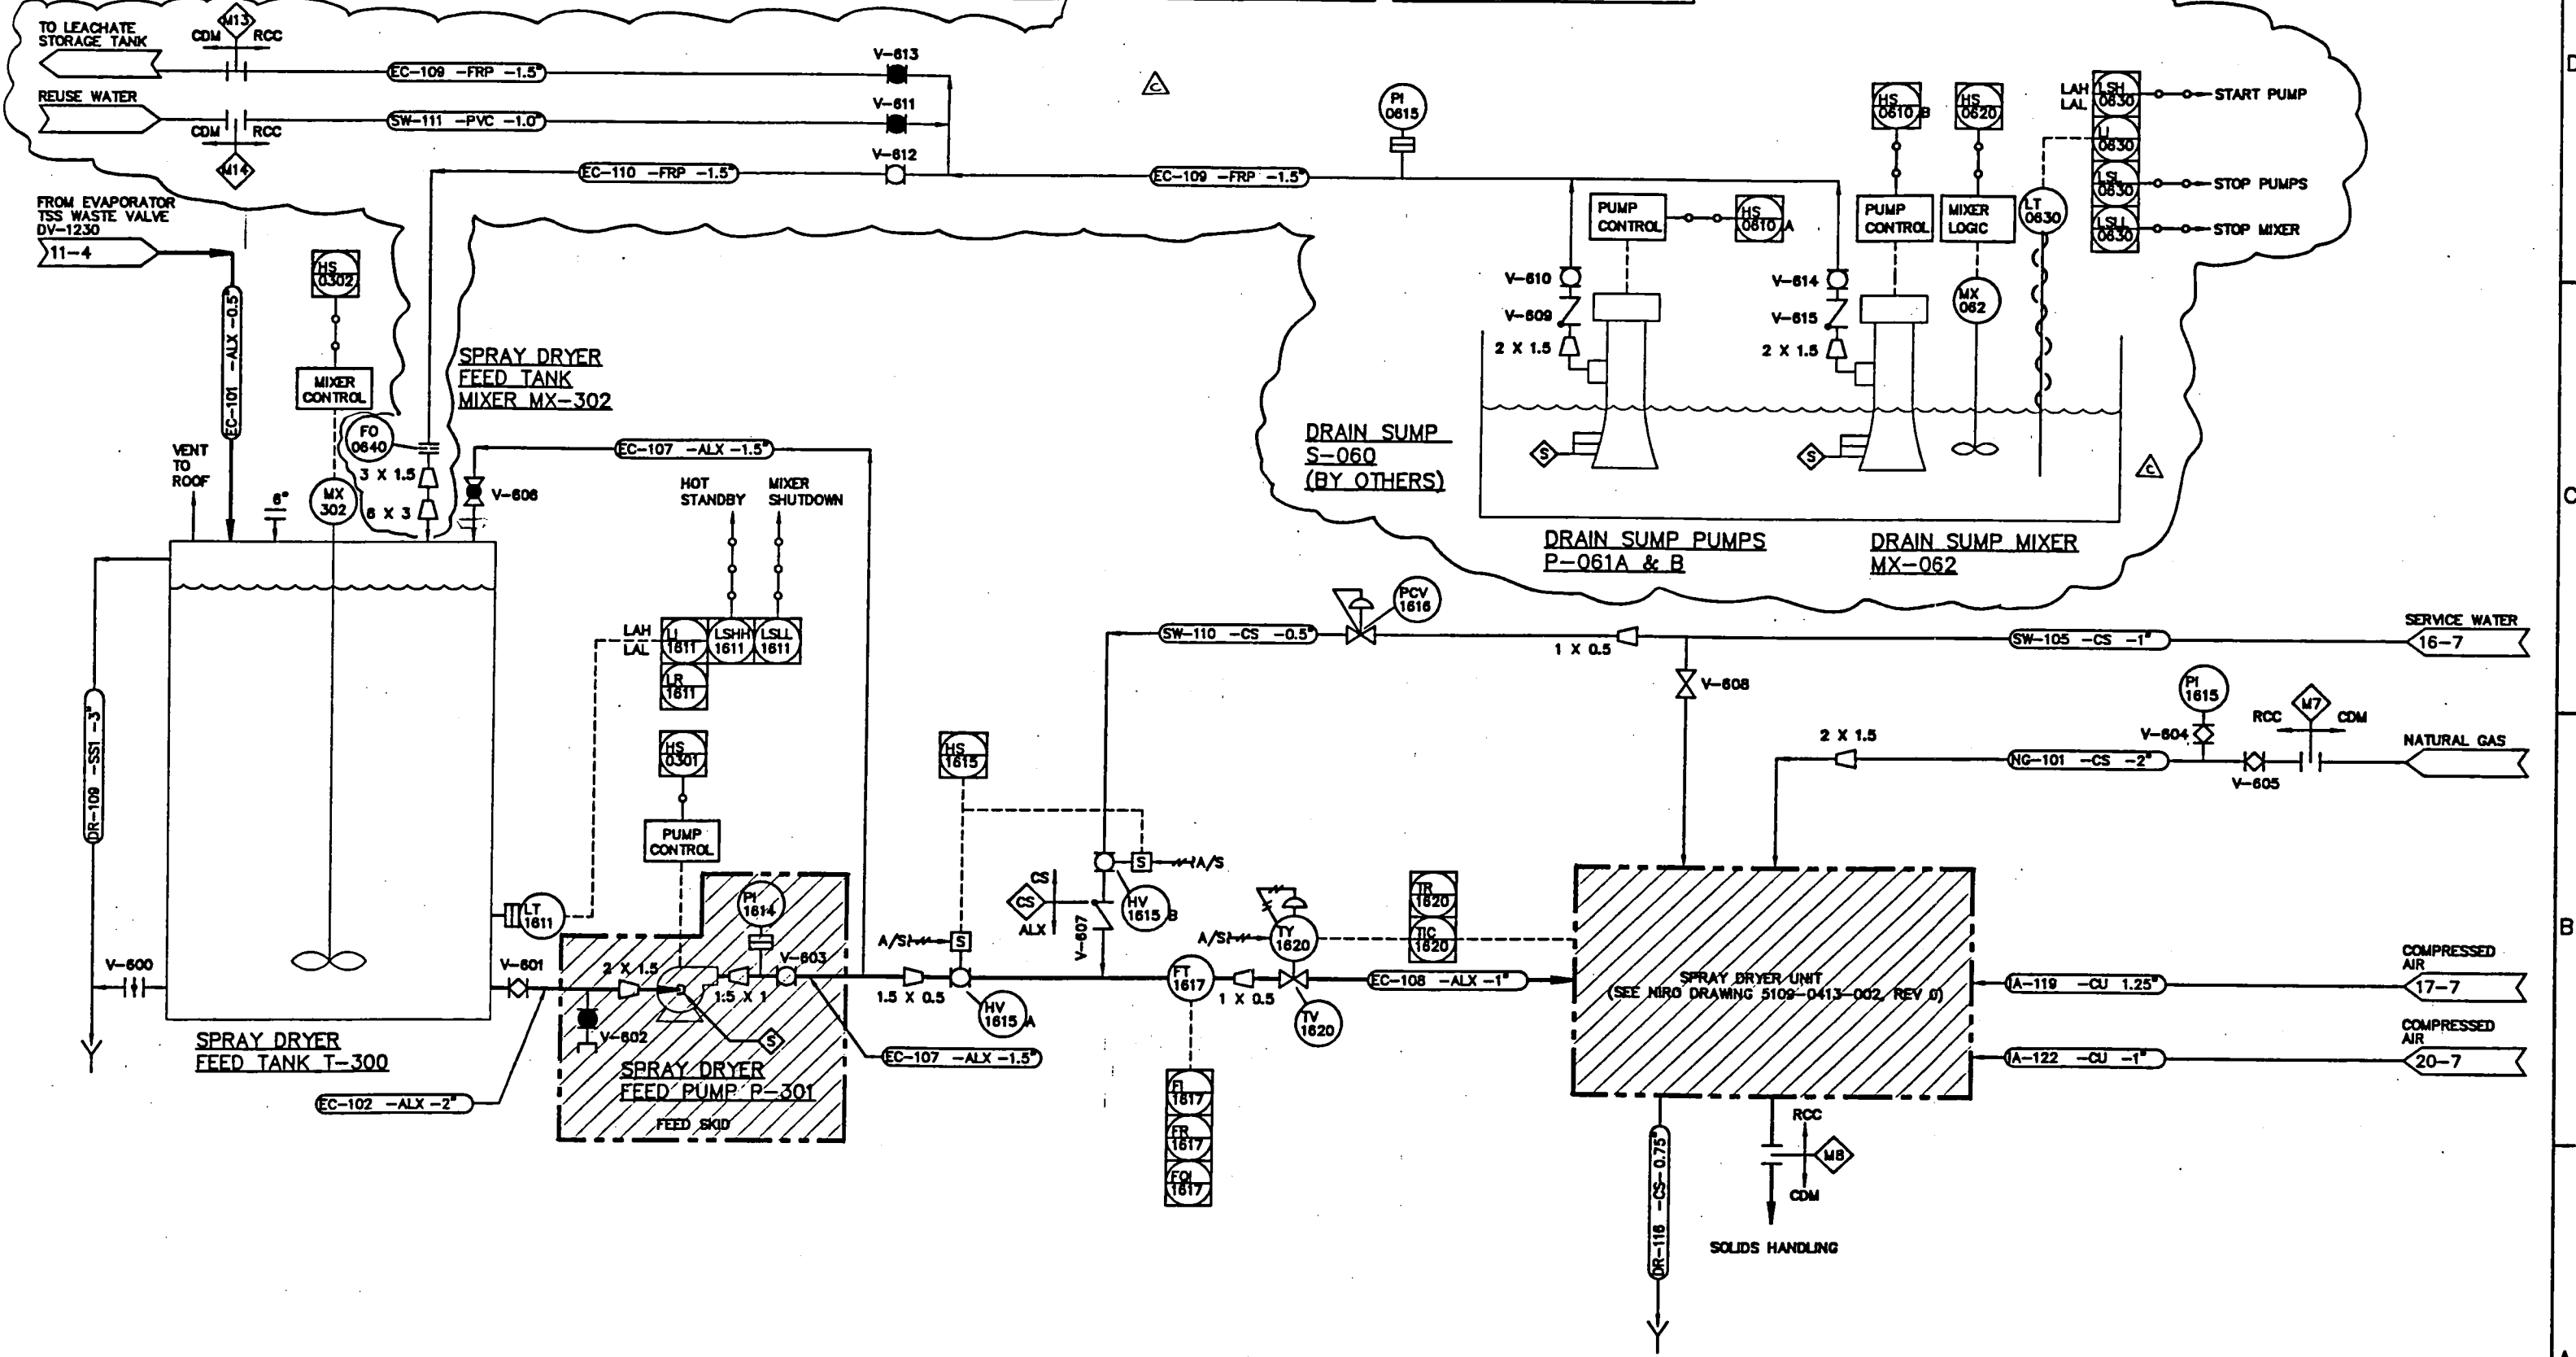 TO LEACHATE
STORAGE TANK
M13
CDM
RCC
EC-109 -FRP -1.5"
V-613
REUSE WATER
CDM
RCC
M14
SW-111 -PVC -1.0"
V-611
V-612
EC-110 -FRP -1.5"
EC-109 -FRP -1.5"
C
PI
0615
HS
0610 B
HS
0620
LAH
LAL
LSH
0630
START PUMP
LI
0630
LSL
0630
STOP PUMPS
LSLL
0630
STOP MIXER
PUMP
CONTROL
HS
0610 A
PUMP
CONTROL
MIXER
LOGIC
LT
0630
V-610
V-609
2 X 1.5
V-614
V-615
2 X 1.5
MX
062
S
S
C
DRAIN SUMP
S-060
(BY OTHERS)
DRAIN SUMP PUMPS
P-061A & B
DRAIN SUMP MIXER
MX-062
FROM EVAPORATOR
TSS WASTE VALVE
DV-1230
11-4
EC-101 -ALX -0.5"
HS
0302
MIXER
CONTROL
FO
0640
3 X 1.5
6 X 3
SPRAY DRYER
FEED TANK
MIXER MX-302
VENT
TO
ROOF
6"
MX
302
V-606
EC-107 -ALX -1.5"
HOT
STANDBY
MIXER
SHUTDOWN
LAH
LAL
LI
1611
LSHH
1611
LSLL
1611
LR
1611
HS
0301
PUMP
CONTROL
DR-109 -SS1 -3"
V-600
LT
1611
V-601
2 X 1.5
V-602
PI
1614
V-603
1.5 X 1
S
SPRAY DRYER
FEED PUMP P-301
FEED SKID
SPRAY DRYER
FEED TANK T-300
EC-102 -ALX -2"
EC-107 -ALX -1.5"
HS
1615
A/S
S
1.5 X 0.5
HV
1615 A
S
A/S
HV
1615 B
CS
CS
ALX
V-607
SW-110 -CS -0.5"
PCV
1616
1 X 0.5
SW-105 -CS -1"
SERVICE WATER
16-7
V-608
PI
1615
V-604
M7
RCC
CDM
NATURAL GAS
V-605
NG-101 -CS -2"
2 X 1.5
FT
1617
1 X 0.5
A/S
TY
1620
TV
1620
TR
1620
TIC
1620
EC-108 -ALX -1"
FI
1617
FR
1617
FQI
1617
SPRAY DRYER UNIT
(SEE NIRO DRAWING 5109-0413-002, REV 0)
IA-119 -CU 1.25"
COMPRESSED
AIR
17-7
IA-122 -CU -1"
COMPRESSED
AIR
20-7
DR-116 -CS-0.75"
RCC
M8
CDM
SOLIDS HANDLING
D
C
B